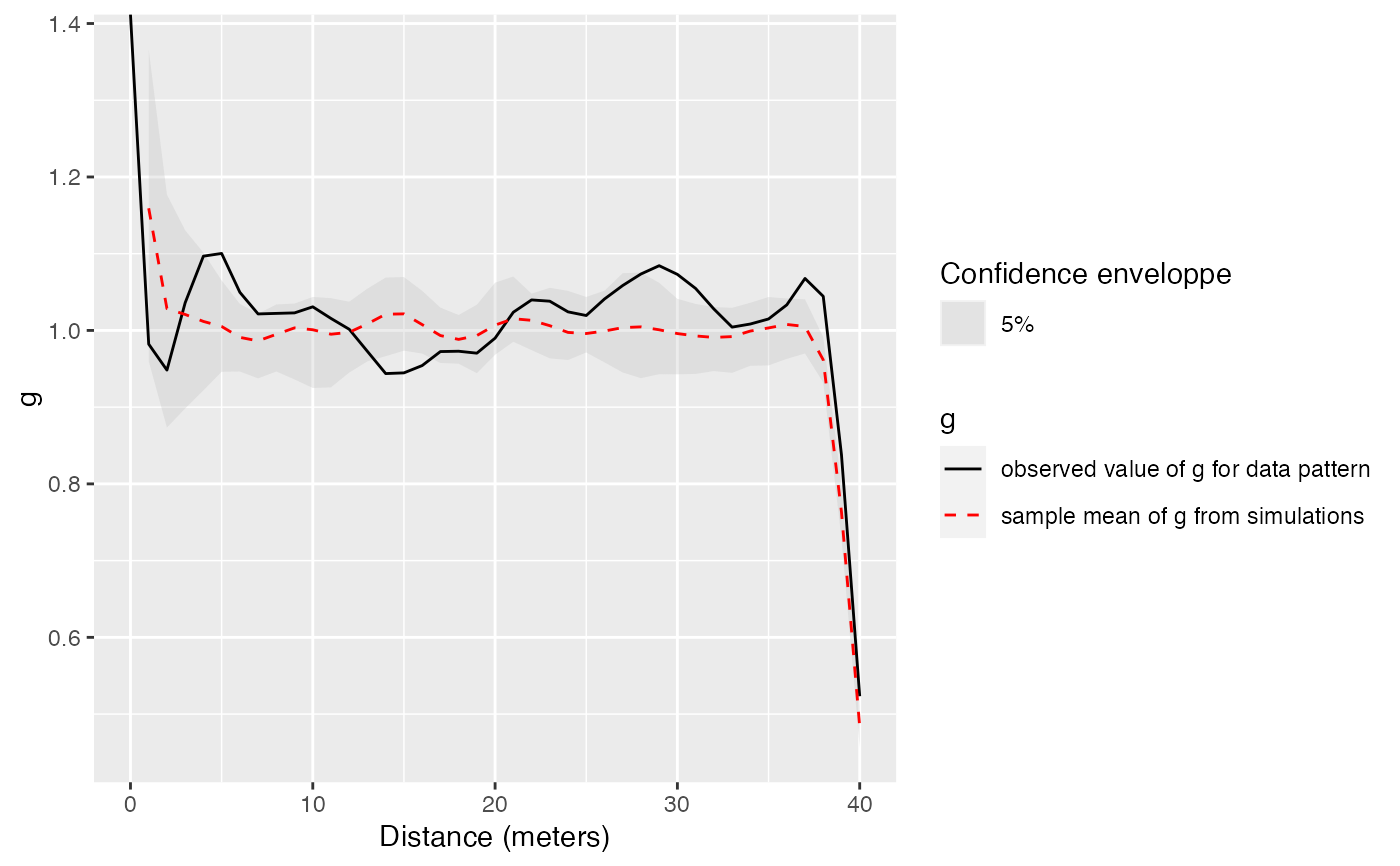 1.4
1.2
1.0
0.8
0.6
g
0
10
20
30
40
Distance (meters)
Confidence enveloppe
5%
g
observed value of g for data pattern
sample mean of g from simulations